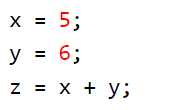 x = 5;
y = 6;
z = x + y;